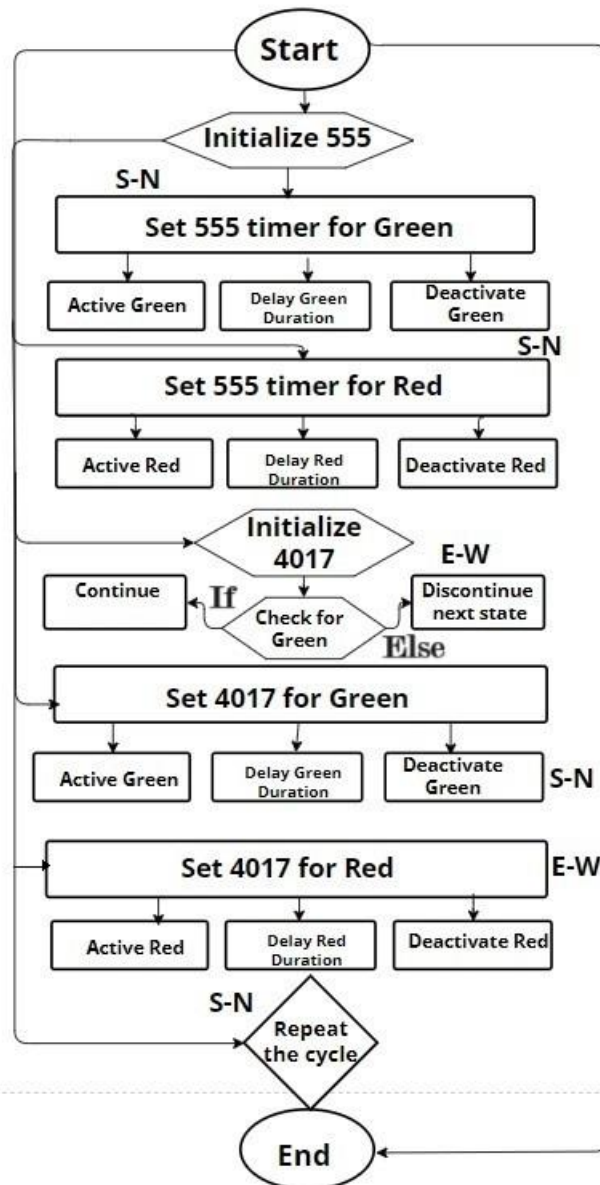 Start
Initialize 555
S-N
Set 555 timer for Green
Active Green
Delay Green
Duration
Deactivate
Green
S-N
Set 555 timer for Red
Active Red
Delay Red
Duration
Deactivate Red
Initialize
4017
E-W
Continue
If
Check for
Green
Else
Discontinue
next state
Set 4017 for Green
Active Green
Delay Green
Duration
Deactivate
Green
S-N
Set 4017 for Red
E-W
Active Red
Delay Red
Duration
Deactivate Red
S-N
Repeat
the cycle
End